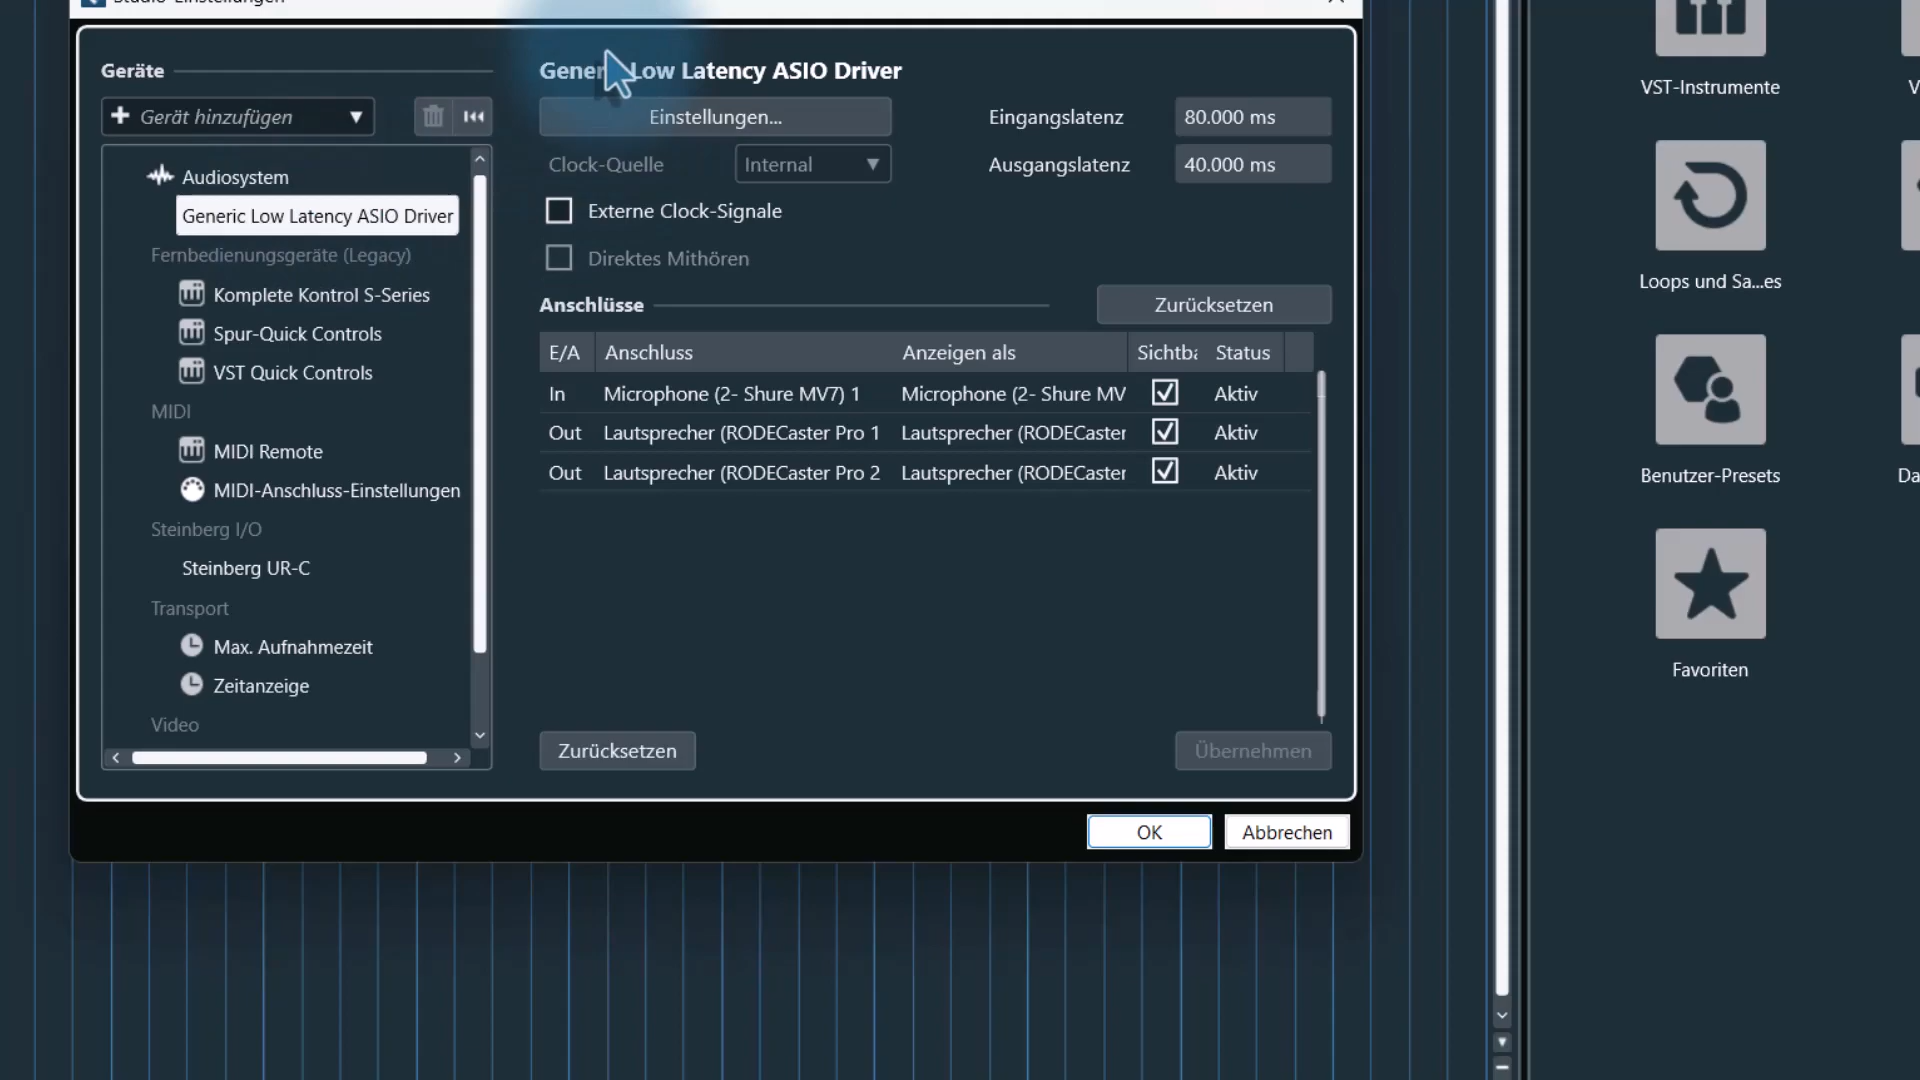 Studio-Einstellungen
Geräte
Gerät hinzufügen
Audiosystem
Generic Low Latency ASIO Driver
Fernbedienungsgeräte (Legacy)
Komplete Kontrol S-Series
Spur-Quick Controls
VST Quick Controls
MIDI
MIDI Remote
MIDI-Anschluss-Einstellungen
Steinberg I/O
Steinberg UR-C
Transport
Max. Aufnahmezeit
Zeitanzeige
Video
Low Latency ASIO Driver
Einstellungen...
Eingangslatenz 80.000 ms
Clock-Quelle Internal
Ausgangslatenz 40.000 ms
Externe Clock-Signale
Direktes Mithören
Anschlüsse
Zurücksetzen
E/A Anschluss Anzeigen als Sichtba Status
In Microphone (2- Shure MV7) 1 Microphone (2- Shure MV Aktiv
Out Lautsprecher (RODECaster Pro 1 Lautsprecher (RODECaster Aktiv
Out Lautsprecher (RODECaster Pro 2 Lautsprecher (RODECaster Aktiv
Zurücksetzen
Übernehmen
OK
Abbrechen
VST-Instrumente
Loops und Sa...es
Benutzer-Presets
Favoriten
V
Da